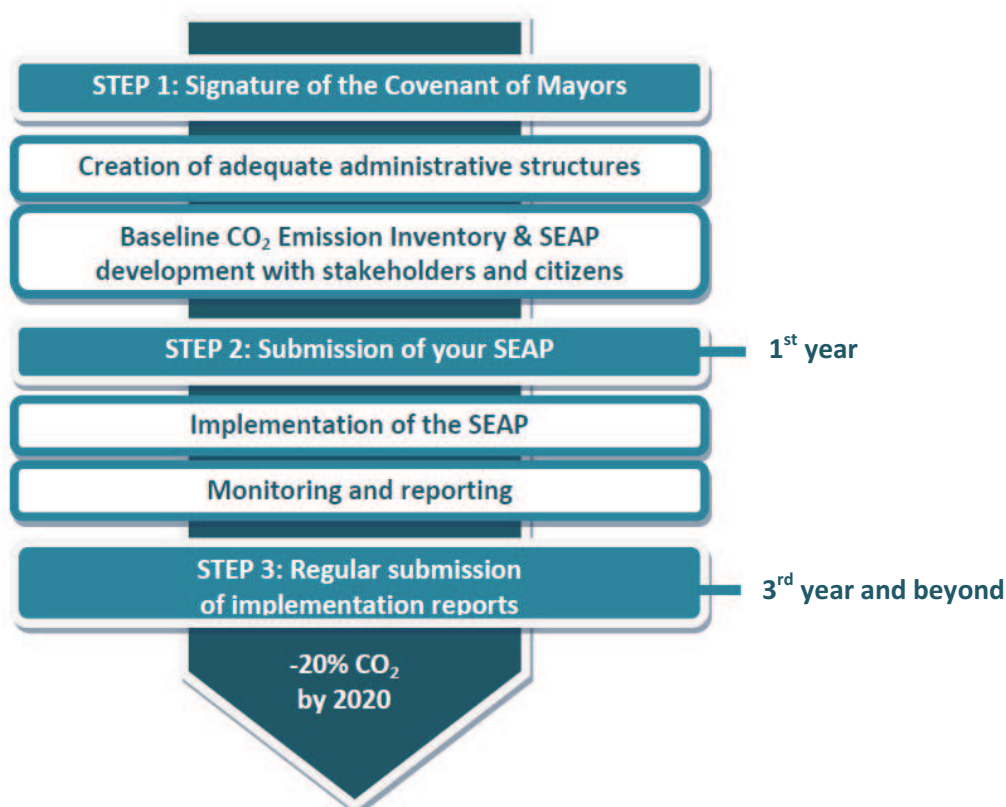 STEP 1: Signature of the Covenant of Mayors
Creation of adequate administrative structures
Baseline CO₂ Emission Inventory & SEAP
development with stakeholders and citizens
STEP 2: Submission of your SEAP
1st year
Implementation of the SEAP
Monitoring and reporting
STEP 3: Regular submission
of implementation reports
3rd year and beyond
-20% CO₂
by 2020